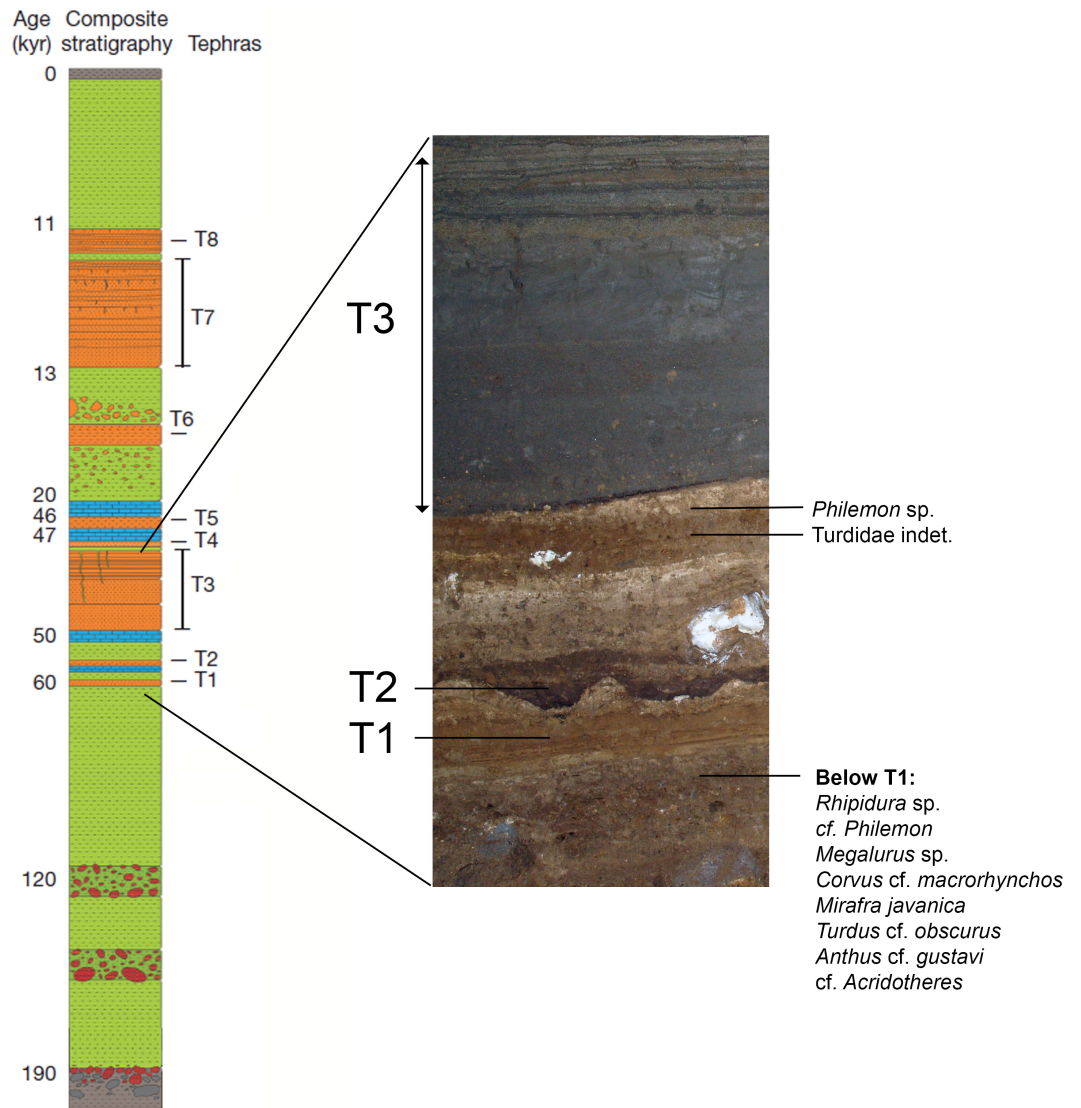 Age Composite
(kyr) stratigraphy Tephras
0
11
T8
T7
13
T6
20
46
T5
47
T4
T3
50
T2
60
T1
120
190
T3
T2
T1
Philemon sp.
Turdidae indet.
Below T1:
Rhipidura sp.
cf. Philemon
Megalurus sp.
Corvus cf. macrorhynchos
Mirafra javanica
Turdus cf. obscurus
Anthus cf. gustavi
cf. Acridotheres